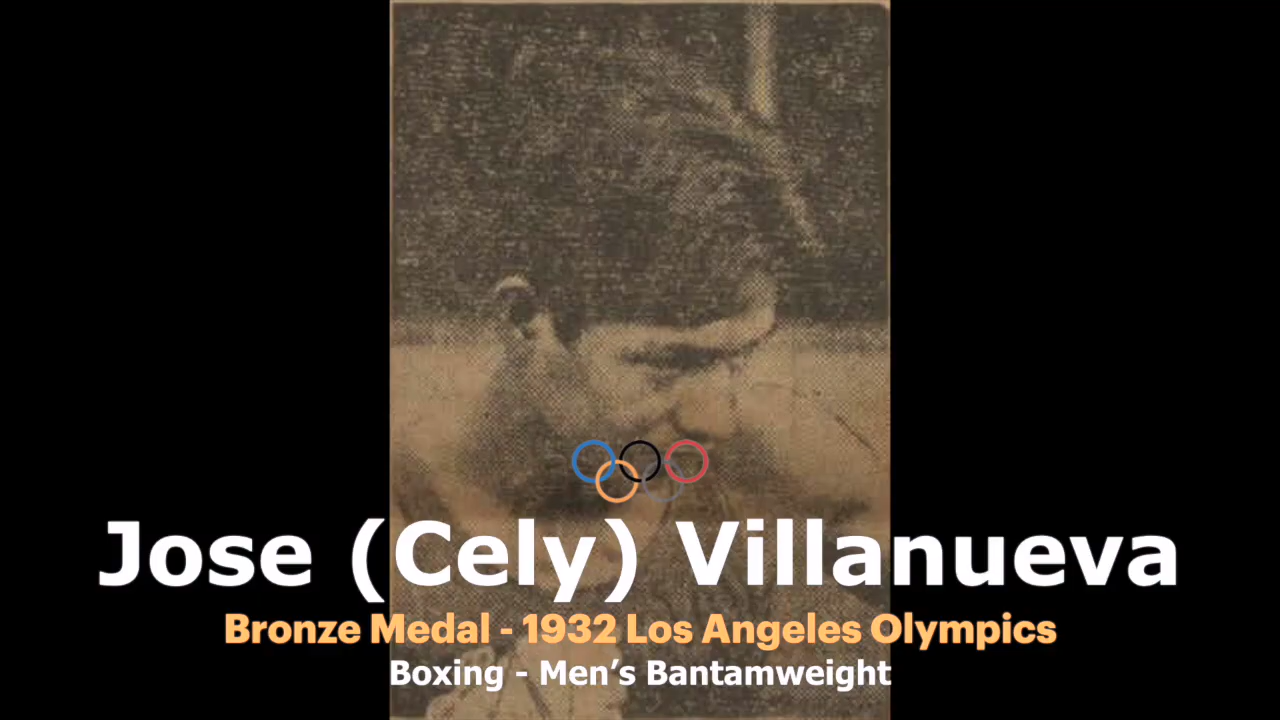 Jose (Cely) Villanueva
Bronze Medal - 1932 Los Angeles Olympics
Boxing - Men’s Bantamweight